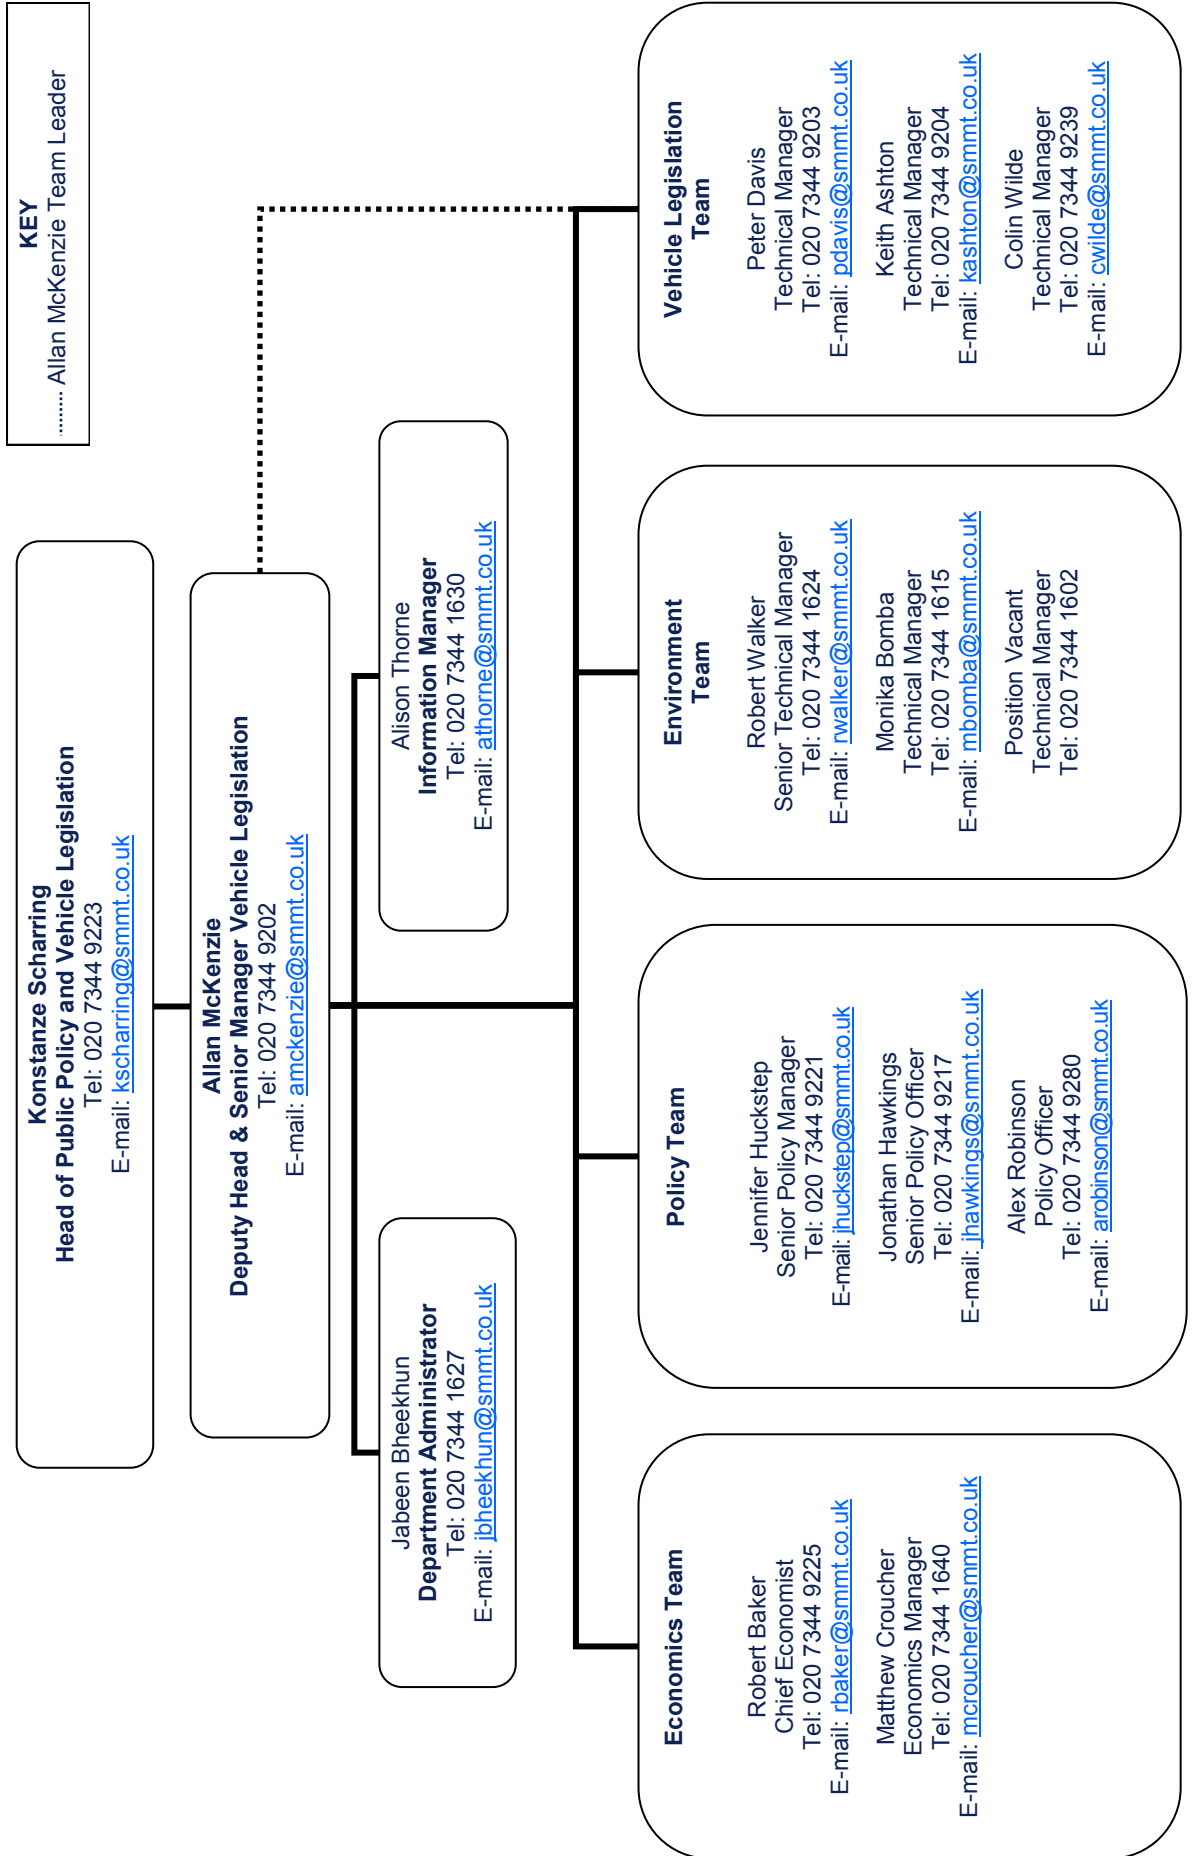 KEY
........ Allan McKenzie Team Leader
Konstanze Scharring
Head of Public Policy and Vehicle Legislation
Tel: 020 7344 9223
E-mail: kscharring@smmt.co.uk
Allan McKenzie
Deputy Head & Senior Manager Vehicle Legislation
Tel: 020 7344 9202
E-mail: amckenzie@smmt.co.uk
Jabeen Bheekhun
Department Administrator
Tel: 020 7344 1627
E-mail: jbheekhun@smmt.co.uk
Alison Thorne
Information Manager
Tel: 020 7344 1630
E-mail: athorne@smmt.co.uk
Economics Team
Robert Baker
Chief Economist
Tel: 020 7344 9225
E-mail: rbaker@smmt.co.uk
Matthew Croucher
Economics Manager
Tel: 020 7344 1640
E-mail: mcroucher@smmt.co.uk
Policy Team
Jennifer Huckstep
Senior Policy Manager
Tel: 020 7344 9221
E-mail: jhuckstep@smmt.co.uk
Jonathan Hawkings
Senior Policy Officer
Tel: 020 7344 9217
E-mail: jhawkings@smmt.co.uk
Alex Robinson
Policy Officer
Tel: 020 7344 9280
E-mail: arobinson@smmt.co.uk
Environment
Team
Robert Walker
Senior Technical Manager
Tel: 020 7344 1624
E-mail: rwalker@smmt.co.uk
Monika Bomba
Technical Manager
Tel: 020 7344 1615
E-mail: mbomba@smmt.co.uk
Position Vacant
Technical Manager
Tel: 020 7344 1602
Vehicle Legislation
Team
Peter Davis
Technical Manager
Tel: 020 7344 9203
E-mail: pdavis@smmt.co.uk
Keith Ashton
Technical Manager
Tel: 020 7344 9204
E-mail: kashton@smmt.co.uk
Colin Wilde
Technical Manager
Tel: 020 7344 9239
E-mail: cwilde@smmt.co.uk